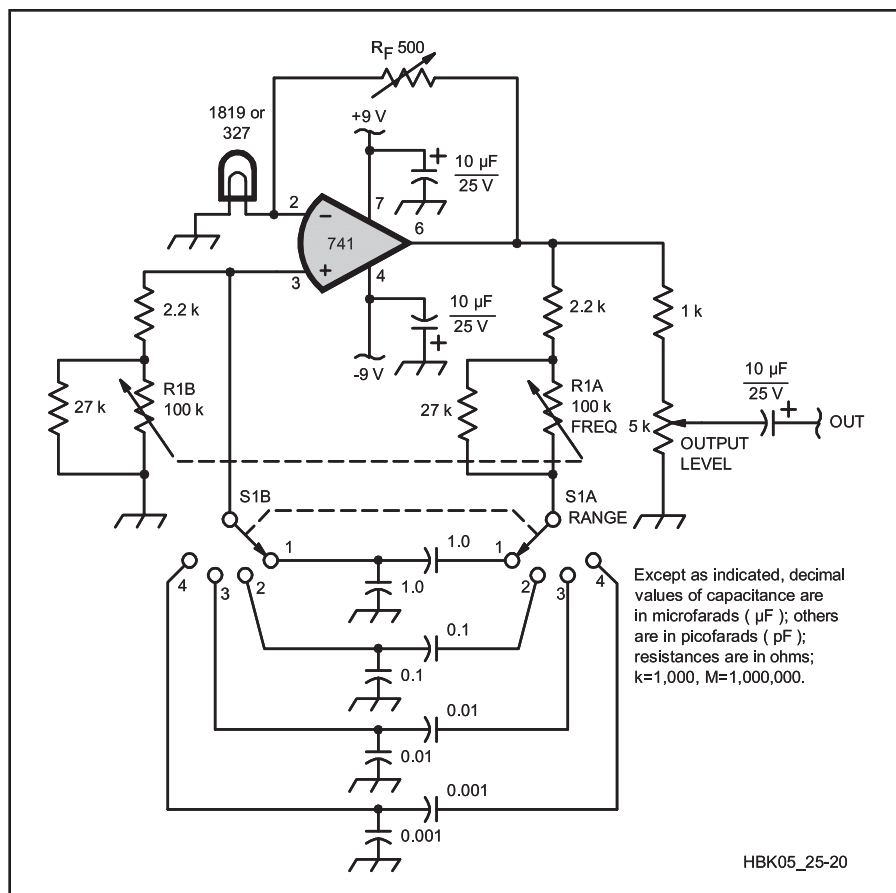 R_F 500
1819 or
327
+9 V
+
10 µF
25 V
2
7
6
−
741
+
3
4
10 µF
25 V
+
-9 V
2.2 k
2.2 k
1 k
27 k
R1B
100 k
27 k
R1A
100 k
FREQ
5 k
OUTPUT
LEVEL
10 µF
25 V
+
OUT
S1B
S1A
RANGE
1
1.0
1
1.0
4
3
2
2
3
4
0.1
0.1
0.01
0.01
0.001
0.001
Except as indicated, decimal
values of capacitance are
in microfarads ( µF ); others
are in picofarads ( pF );
resistances are in ohms;
k=1,000, M=1,000,000.
HBK05_25-20